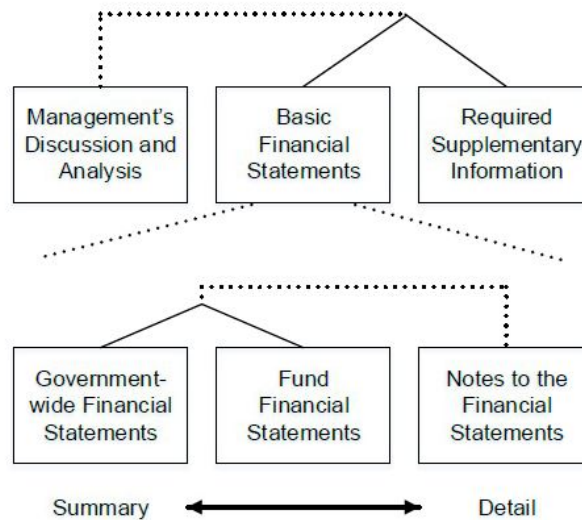 Management's
Discussion and
Analysis
Basic
Financial
Statements
Required
Supplementary
Information
Government-
wide Financial
Statements
Fund
Financial
Statements
Notes to the
Financial
Statements
Summary
Detail